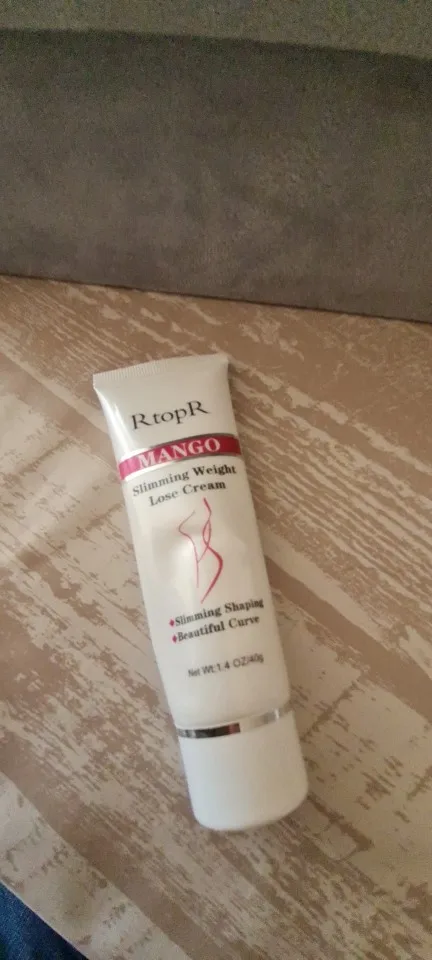 RtopR
MANGO
Slimming Weight
Lose Cream
♦Slimming Shaping
♦Beautiful Curve
Net Wt:1.4 OZ/40g